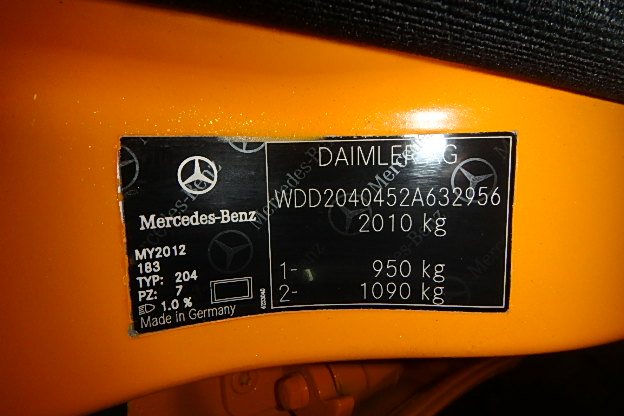 Mercedes-Benz
MY2012
183
TYP: 204
PZ: 7
1.0 %
Made in Germany
DAIMLER AG
WDD2040452A632956
2010 kg
1- 950 kg
2- 1090 kg